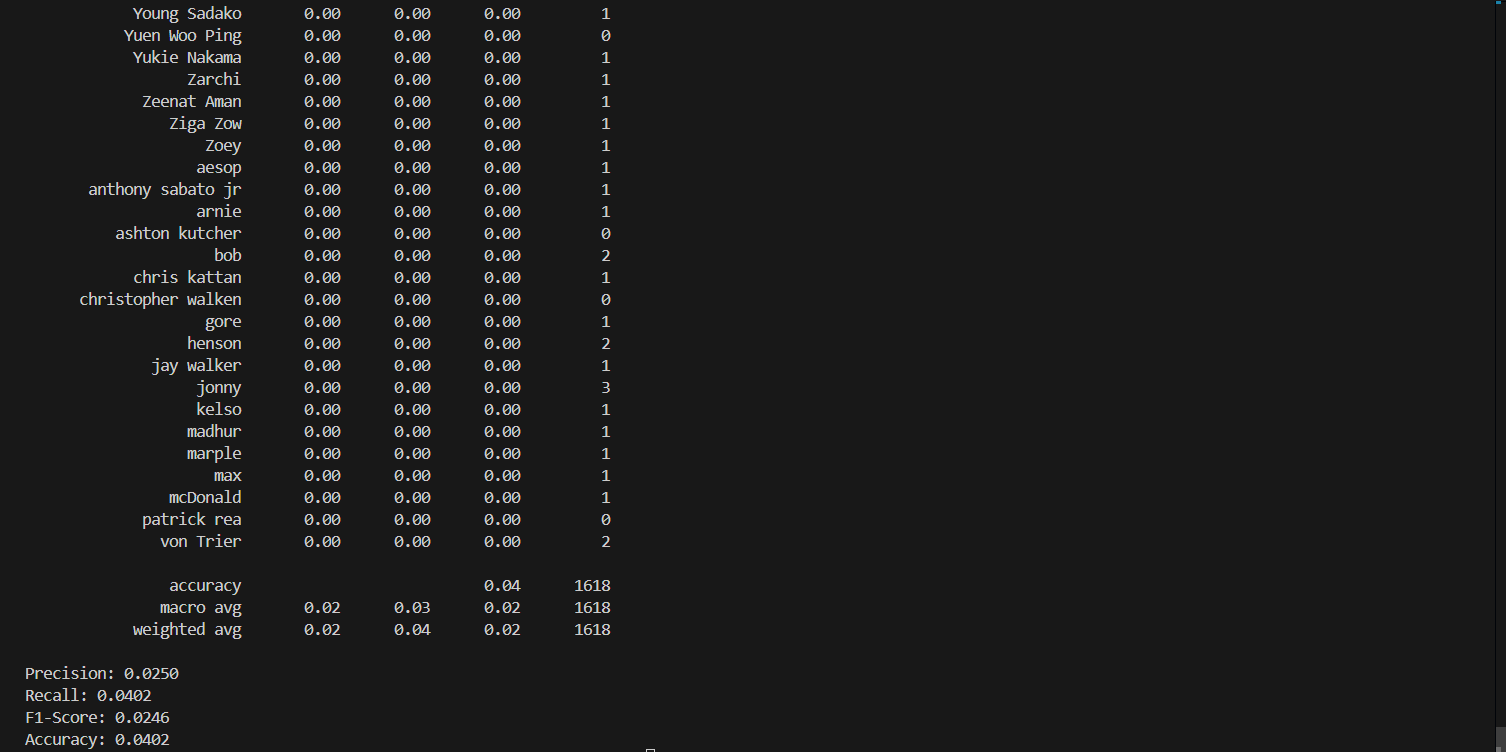 Young Sadako 0.00 0.00 0.00 1
Yuen Woo Ping 0.00 0.00 0.00 0
Yukie Nakama 0.00 0.00 0.00 1
Zarchi 0.00 0.00 0.00 1
Zeenat Aman 0.00 0.00 0.00 1
Ziga Zow 0.00 0.00 0.00 1
Zoey 0.00 0.00 0.00 1
aesop 0.00 0.00 0.00 1
anthony sabato jr 0.00 0.00 0.00 1
arnie 0.00 0.00 0.00 1
ashton kutcher 0.00 0.00 0.00 0
bob 0.00 0.00 0.00 2
chris kattan 0.00 0.00 0.00 1
christopher walken 0.00 0.00 0.00 0
gore 0.00 0.00 0.00 1
henson 0.00 0.00 0.00 2
jay walker 0.00 0.00 0.00 1
jonny 0.00 0.00 0.00 3
kelso 0.00 0.00 0.00 1
madhur 0.00 0.00 0.00 1
marple 0.00 0.00 0.00 1
max 0.00 0.00 0.00 1
mcDonald 0.00 0.00 0.00 1
patrick rea 0.00 0.00 0.00 0
von Trier 0.00 0.00 0.00 2
accuracy 0.04 1618
macro avg 0.02 0.03 0.02 1618
weighted avg 0.02 0.04 0.02 1618
Precision: 0.0250
Recall: 0.0402
F1-Score: 0.0246
Accuracy: 0.0402